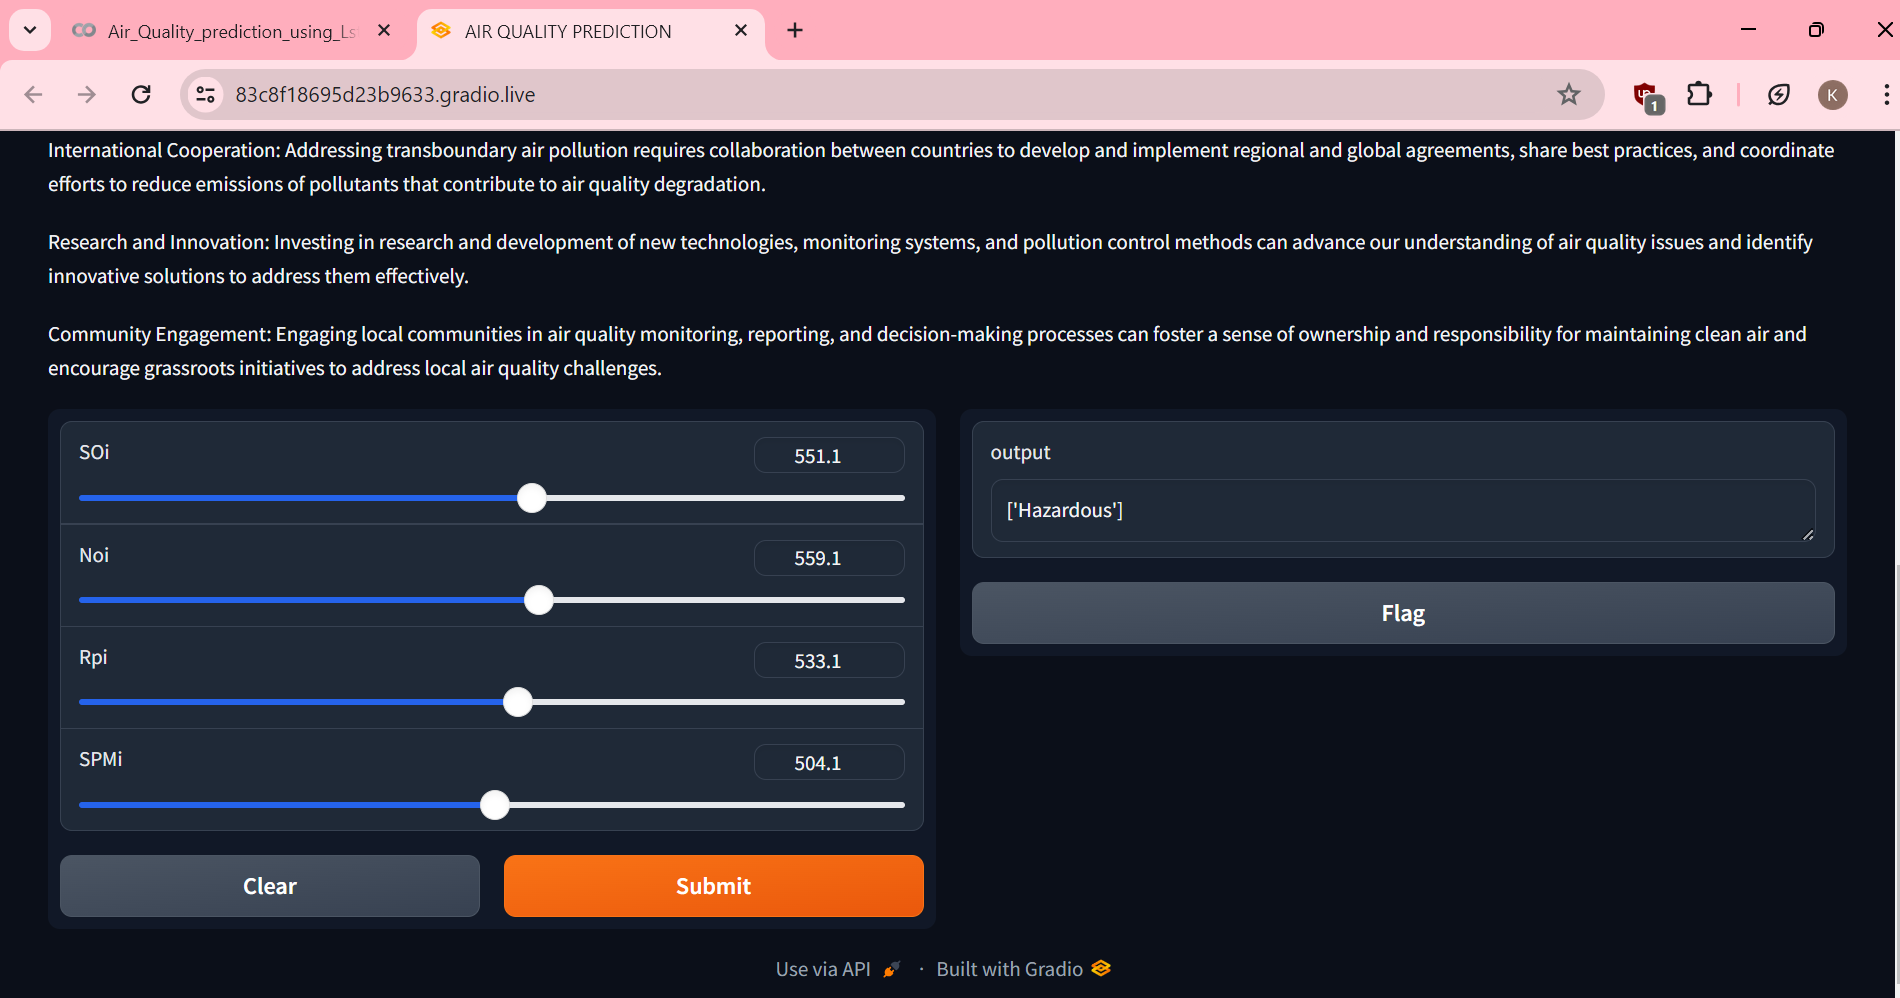 Air_Quality_prediction_using_Ls
AIR QUALITY PREDICTION
83c8f18695d23b9633.gradio.live
1
K
International Cooperation: Addressing transboundary air pollution requires collaboration between countries to develop and implement regional and global agreements, share best practices, and coordinate
efforts to reduce emissions of pollutants that contribute to air quality degradation.
Research and Innovation: Investing in research and development of new technologies, monitoring systems, and pollution control methods can advance our understanding of air quality issues and identify
innovative solutions to address them effectively.
Community Engagement: Engaging local communities in air quality monitoring, reporting, and decision-making processes can foster a sense of ownership and responsibility for maintaining clean air and
encourage grassroots initiatives to address local air quality challenges.
SOi
551.1
Noi
559.1
Rpi
533.1
SPMi
504.1
Clear
Submit
output
['Hazardous']
Flag
Use via API · Built with Gradio